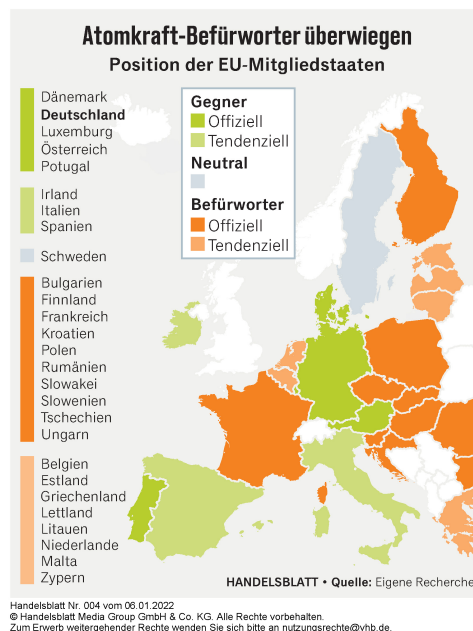 Atomkraft-Befürworter überwiegen
Position der EU-Mitgliedstaaten
Dänemark
Deutschland
Luxemburg
Österreich
Potugal
Irland
Italien
Spanien
Schweden
Bulgarien
Finnland
Frankreich
Kroatien
Polen
Rumänien
Slowakei
Slowenien
Tschechien
Ungarn
Belgien
Estland
Griechenland
Lettland
Litauen
Niederlande
Malta
Zypern
Gegner
Offiziell
Tendenziell
Neutral
Befürworter
Offiziell
Tendenziell
HANDELSBLATT • Quelle: Eigene Recherche
Handelsblatt Nr. 004 vom 06.01.2022
© Handelsblatt Media Group GmbH & Co. KG. Alle Rechte vorbehalten.
Zum Erwerb weitergehender Rechte wenden Sie sich bitte an nutzungsrechte@vhb.de.